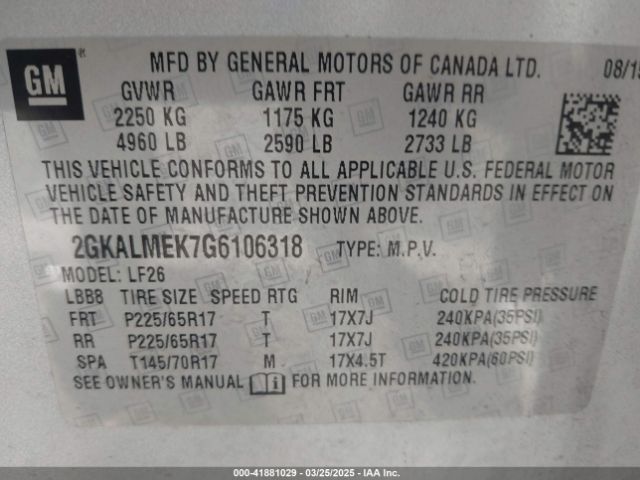 GM
MFD BY GENERAL MOTORS OF CANADA LTD. 08/15
GVWR GAWR FRT GAWR RR
2250 KG 1175 KG 1240 KG
4960 LB 2590 LB 2733 LB
THIS VEHICLE CONFORMS TO ALL APPLICABLE U.S. FEDERAL MOTOR
VEHICLE SAFETY AND THEFT PREVENTION STANDARDS IN EFFECT ON
THE DATE OF MANUFACTURE SHOWN ABOVE.
2GKALMEK7G6106318 TYPE: M.P.V.
MODEL: LF26
LBB8 TIRE SIZE SPEED RTG RIM COLD TIRE PRESSURE
FRT P225/65R17 T 17X7J 240KPA(35PSI)
RR P225/65R17 T 17X7J 240KPA(35PSI)
SPA T145/70R17 M 17X4.5T 420KPA(60PSI)
SEE OWNER'S MANUAL FOR MORE INFORMATION.
000-41881029 — 03/25/2025 — IAA Inc.